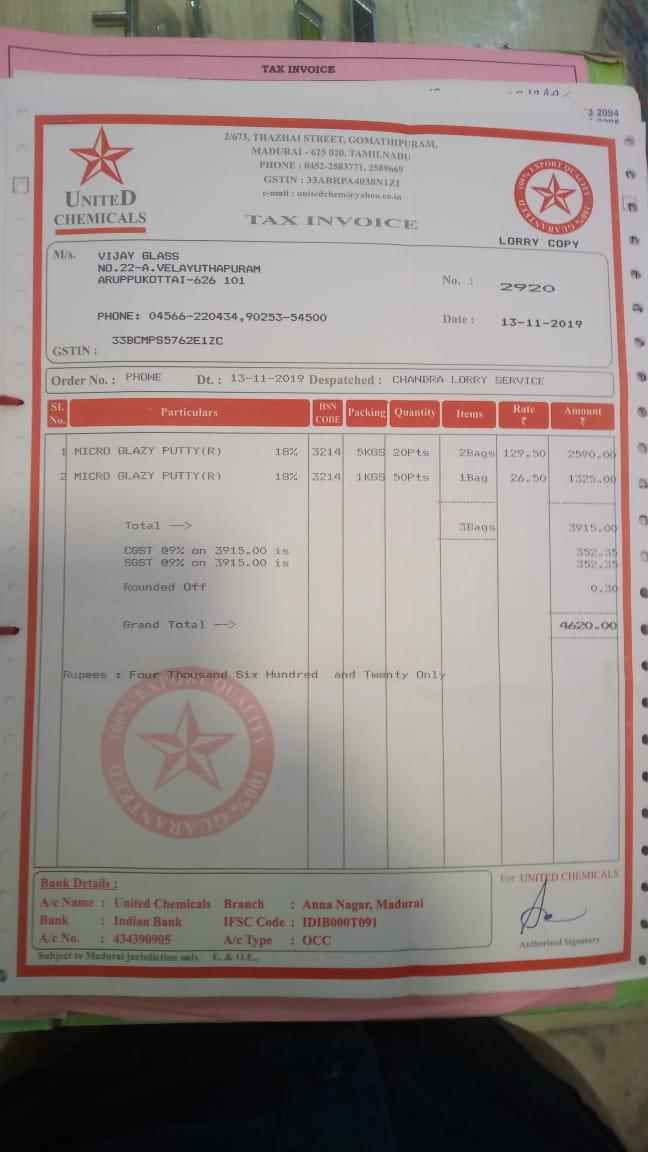 TAX INVOICE
3 2094
UNITED
CHEMICALS
2/673, THAZHAI STREET, GOMATHIPURAM,
MADURAI - 625 020. TAMILNADU
PHONE : 0452-2583771, 2589669
GSTIN : 33ABRPA4038N1ZI
e-mail : unitedchem@yahoo.co.in
TAX INVOICE
100% EXPORT QUALITY
100% GUARANTEED
LORRY COPY
M/s. VIJAY GLASS
NO.22-A.VELAYUTHAPURAM
ARUPPUKOTTAI-626 101
No. : 2920
PHONE: 04566-220434,90253-54500
Date : 13-11-2019
GSTIN : 33BCMPS5762E1ZC
Order No. : PHONE Dt. : 13-11-2019 Despatched : CHANDRA LORRY SERVICE
Sl. No. Particulars HSN CODE Packing Quantity Items Rate ₹ Amount ₹
1 MICRO GLAZY PUTTY(R) 18% 3214 5KGS 20Pts 2Bags 129.50 2590.00
2 MICRO GLAZY PUTTY(R) 18% 3214 1KGS 50Pts 1Bag 26.50 1325.00
Total --> 3Bags 3915.00
CGST @9% on 3915.00 is 352.35
SGST @9% on 3915.00 is 352.35
Rounded Off 0.30
Grand Total --> 4620.00
Rupees : Four Thousand Six Hundred and Twenty Only
100% EXPORT QUALITY
100% GUARANTEED
Bank Details :
A/c Name : United Chemicals Branch : Anna Nagar, Madurai
Bank : Indian Bank IFSC Code : IDIB000T091
A/c No. : 434390905 A/c Type : OCC
For UNITED CHEMICALS
Authorised Signatory
Subject to Madurai jurisdiction only. E. & O.E.,